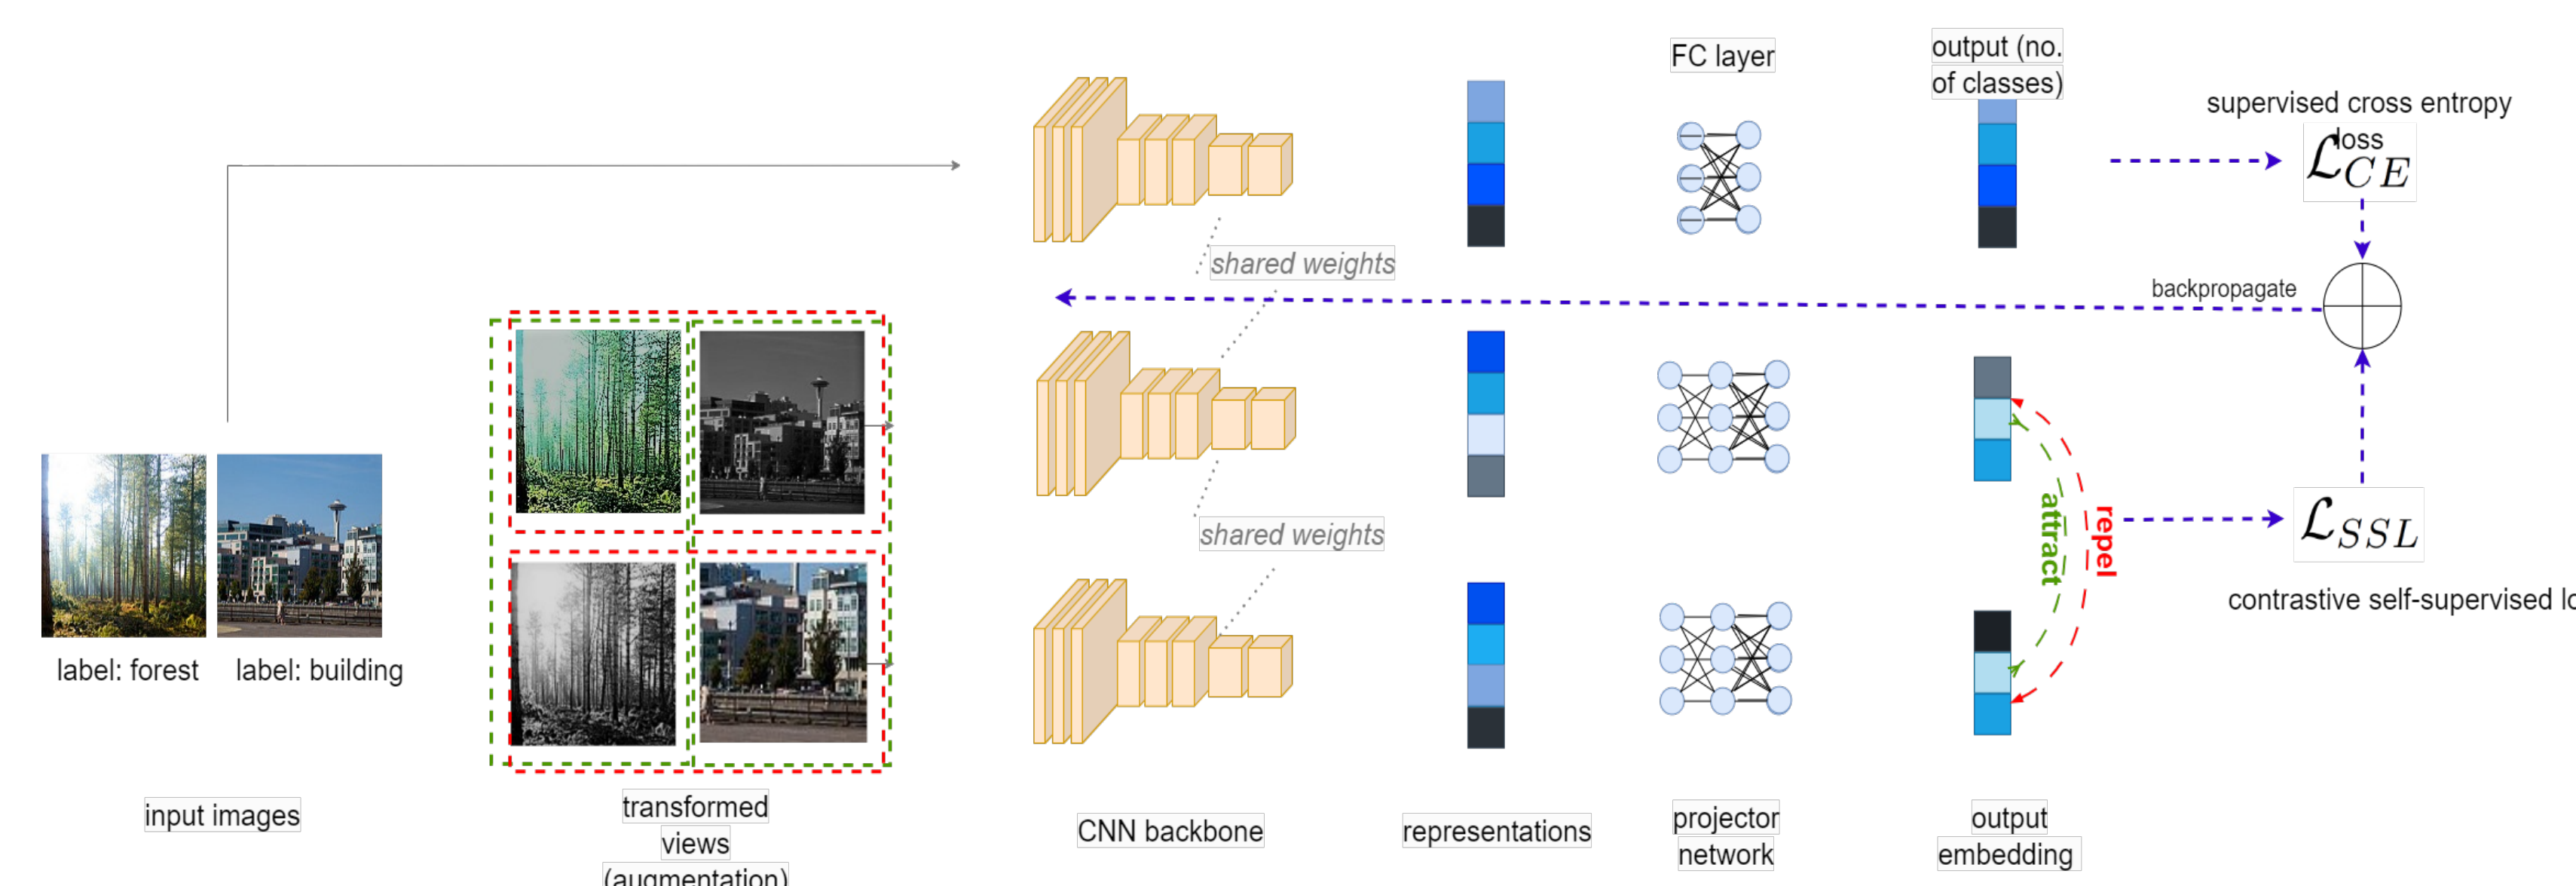 FC layer
output (no.
of classes)
supervised cross entropy
loss
ℒCE
shared weights
backpropagate
attract
repel
shared weights
ℒSSL
contrastive self-supervised lo
label: forest
label: building
input images
transformed
views
(augmentation)
CNN backbone
representations
projector
network
output
embedding